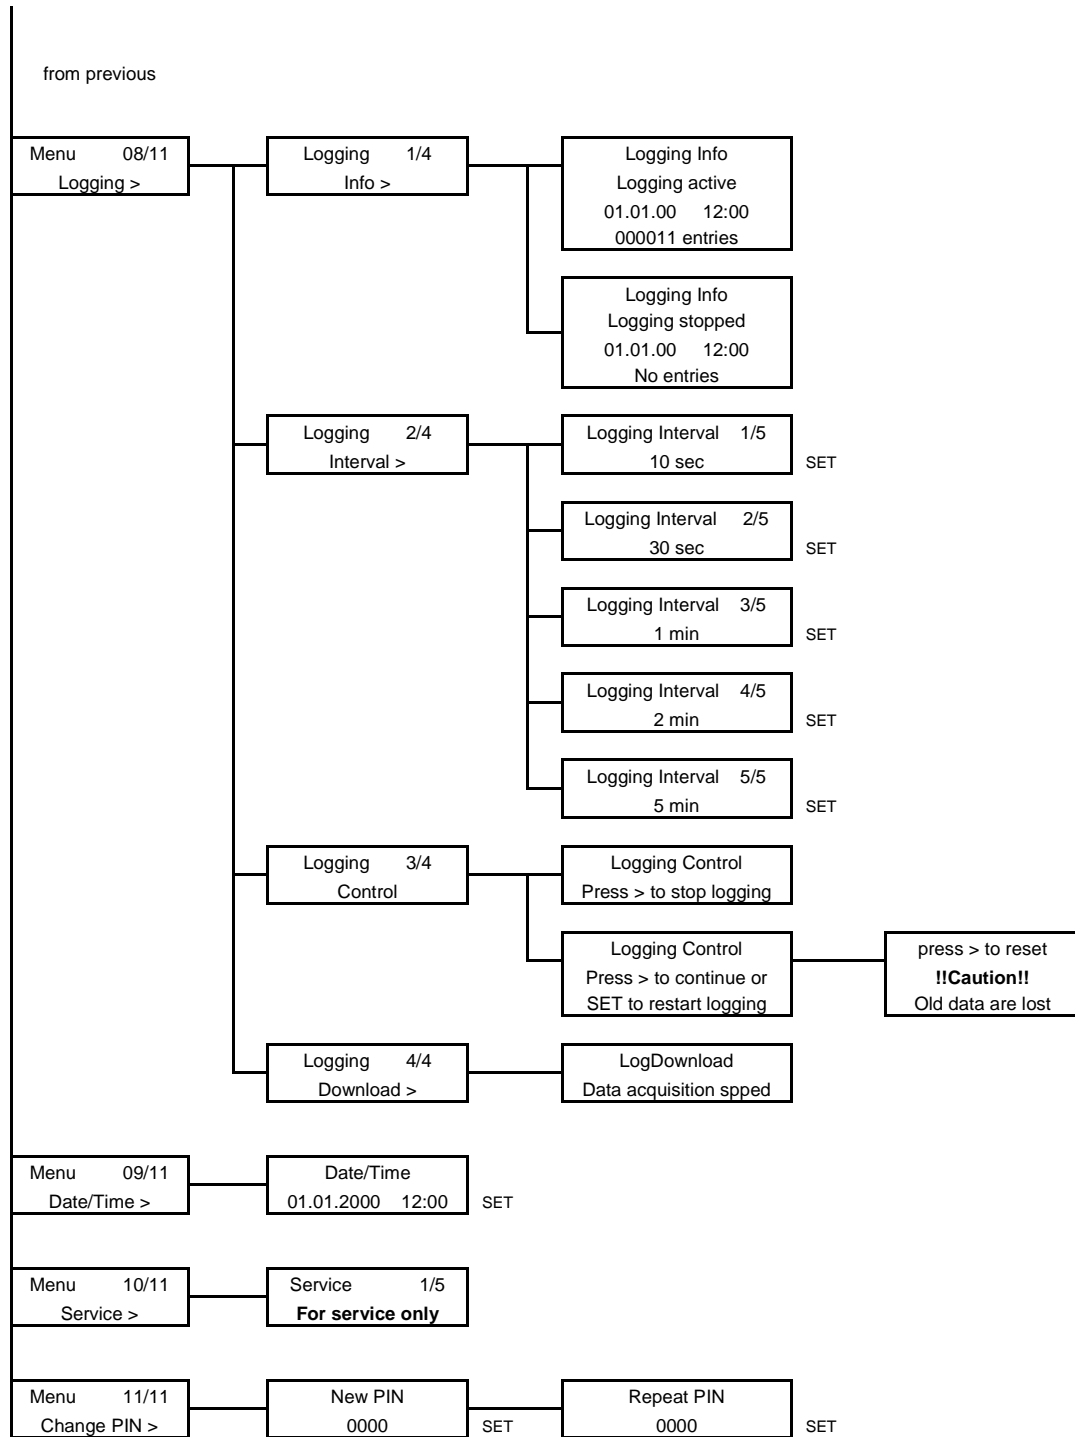 from previous
Menu 08/11
Logging >
Logging 1/4
Info >
Logging Info
Logging active
01.01.00 12:00
000011 entries
Logging Info
Logging stopped
01.01.00 12:00
No entries
Logging 2/4
Interval >
Logging Interval 1/5
10 sec
SET
Logging Interval 2/5
30 sec
SET
Logging Interval 3/5
1 min
SET
Logging Interval 4/5
2 min
SET
Logging Interval 5/5
5 min
SET
Logging 3/4
Control
Logging Control
Press > to stop logging
Logging Control
Press > to continue or
SET to restart logging
press > to reset
!!Caution!!
Old data are lost
Logging 4/4
Download >
LogDownload
Data acquisition spped
Menu 09/11
Date/Time >
Date/Time
01.01.2000 12:00
SET
Menu 10/11
Service >
Service 1/5
For service only
Menu 11/11
Change PIN >
New PIN
0000
SET
Repeat PIN
0000
SET